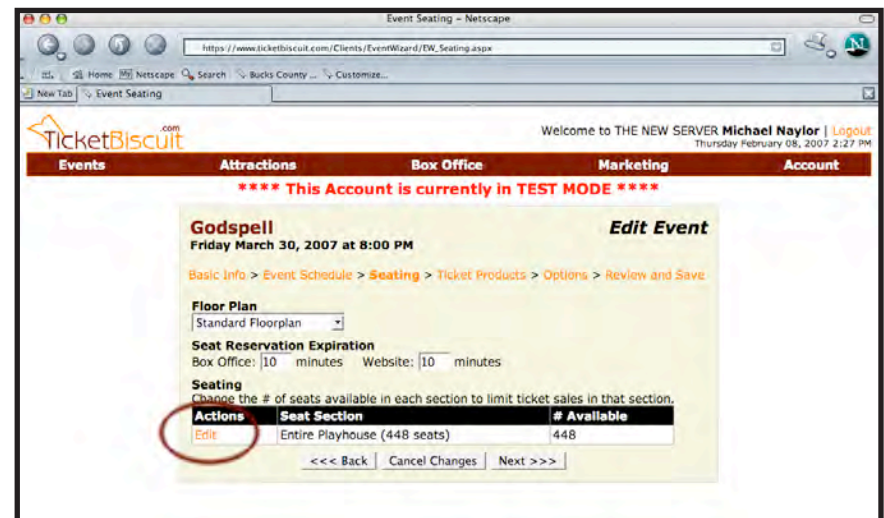 Event Seating – Netscape
https://www.ticketbiscuit.com/Clients/EventWizard/EW_Seating.aspx
N
Home Netscape Search Bucks County ... Customize...
New Tab Event Seating
TicketBiscuit.com
Welcome to THE NEW SERVER Michael Naylor | Logout
Thursday February 08, 2007 2:27 PM
Events Attractions Box Office Marketing Account
**** This Account is currently in TEST MODE ****
Godspell Edit Event
Friday March 30, 2007 at 8:00 PM
Basic Info > Event Schedule > Seating > Ticket Products > Options > Review and Save
Floor Plan
Standard Floorplan
Seat Reservation Expiration
Box Office: 10 minutes Website: 10 minutes
Seating
Change the # of seats available in each section to limit ticket sales in that section.
Actions Seat Section # Available
Edit Entire Playhouse (448 seats) 448
<<< Back Cancel Changes Next >>>